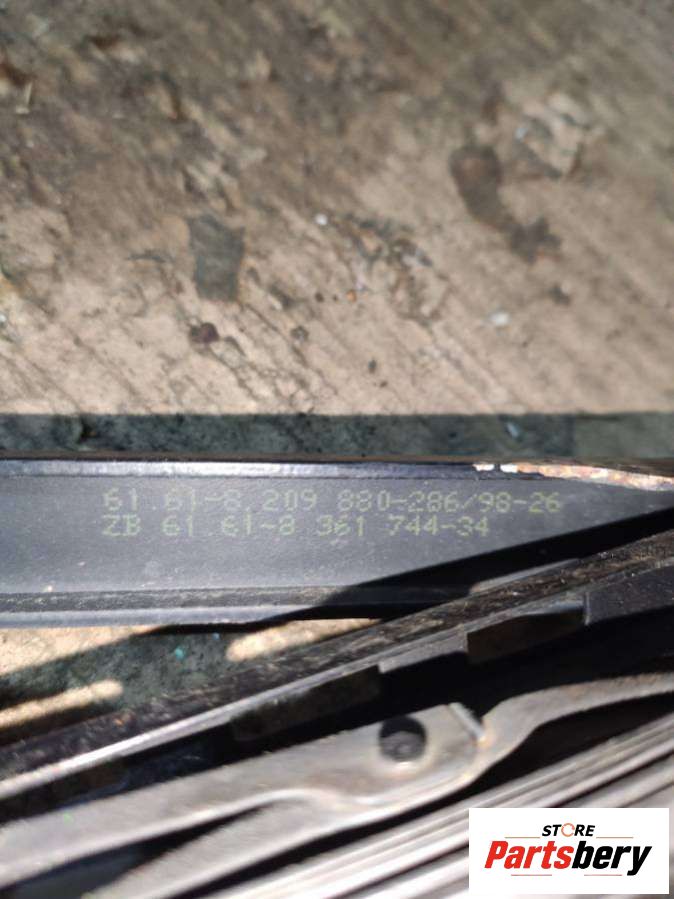 61.61-8 209 880-286/98-26
ZB 61 61-8 361 744-34
STORE
Partsbery